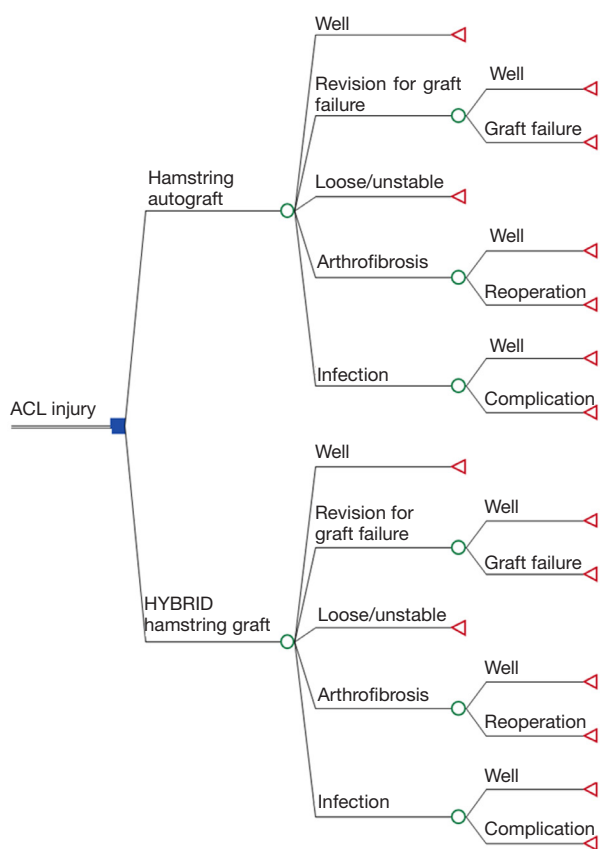 Well
Revision for graft
failure
Well
Graft failure
Hamstring
autograft
Loose/unstable
Arthrofibrosis
Well
Reoperation
Infection
Well
Complication
ACL injury
Well
Revision for
graft failure
Well
Graft failure
HYBRID
hamstring graft
Loose/unstable
Arthrofibrosis
Well
Reoperation
Infection
Well
Complication